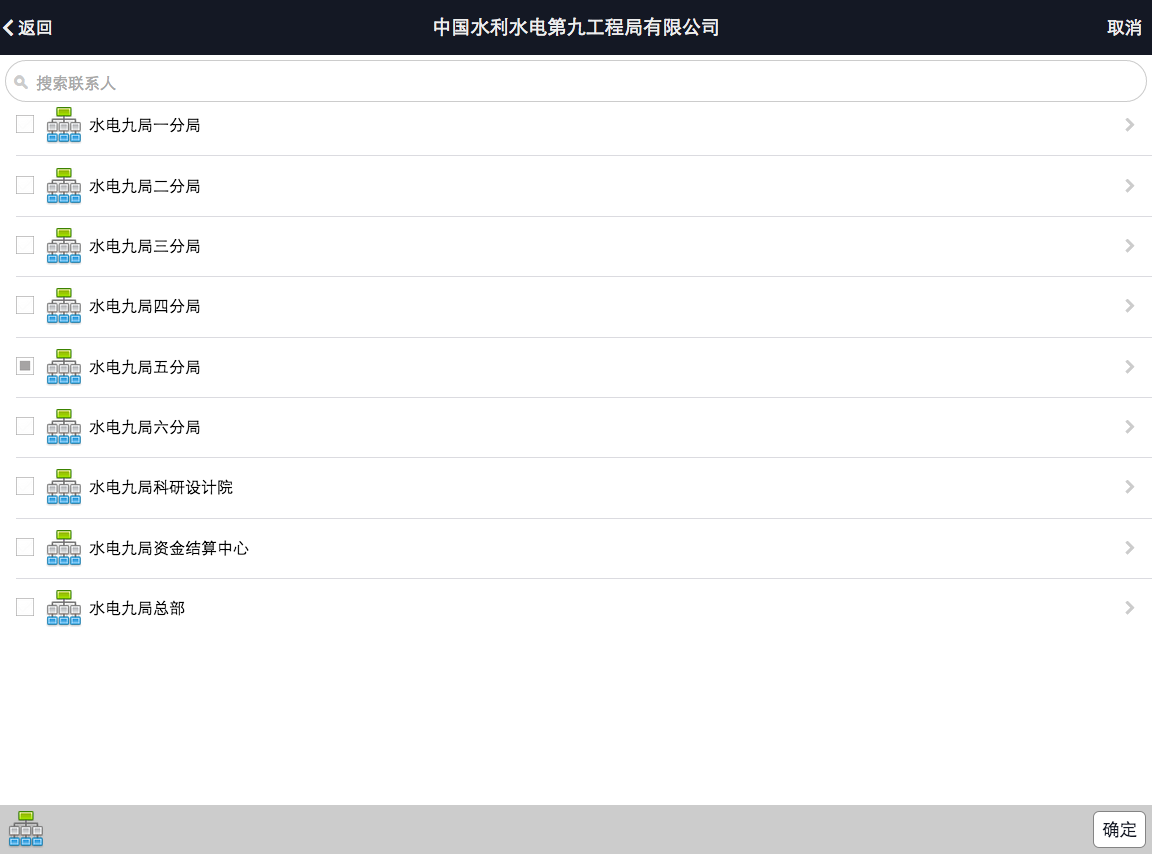 返回
中国水利水电第九工程局有限公司
取消
搜索联系人
水电九局一分局
水电九局二分局
水电九局三分局
水电九局四分局
水电九局五分局
水电九局六分局
水电九局科研设计院
水电九局资金结算中心
水电九局总部
确定